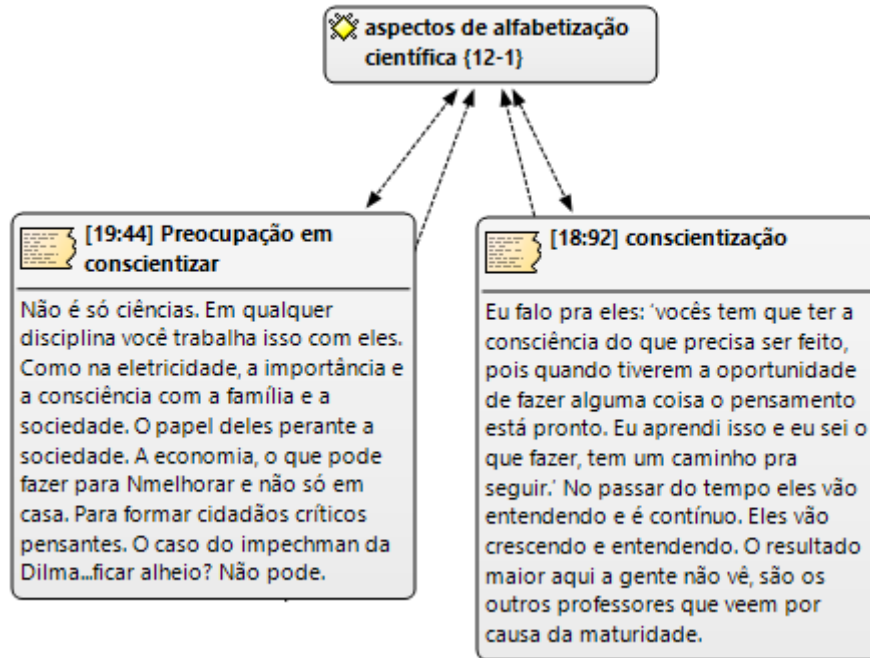 aspectos de alfabetização
científica {12-1}
[19:44] Preocupação em
conscientizar
Não é só ciências. Em qualquer
disciplina você trabalha isso com eles.
Como na eletricidade, a importância e
a consciência com a família e a
sociedade. O papel deles perante a
sociedade. A economia, o que pode
fazer para Nmelhorar e não só em
casa. Para formar cidadãos críticos
pensantes. O caso do impechman da
Dilma...ficar alheio? Não pode.
[18:92] conscientização
Eu falo pra eles: ‘vocês tem que ter a
consciência do que precisa ser feito,
pois quando tiverem a oportunidade
de fazer alguma coisa o pensamento
está pronto. Eu aprendi isso e eu sei o
que fazer, tem um caminho pra
seguir.’ No passar do tempo eles vão
entendendo e é contínuo. Eles vão
crescendo e entendendo. O resultado
maior aqui a gente não vê, são os
outros professores que veem por
causa da maturidade.